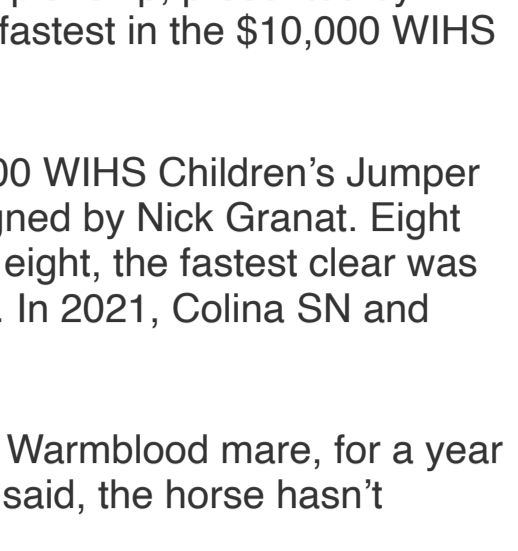 fastest in the $10,000 WIHS
00 WIHS Children’s Jumper
gned by Nick Granat. Eight
eight, the fastest clear was
. In 2021, Colina SN and
Warmblood mare, for a year
said, the horse hasn’t